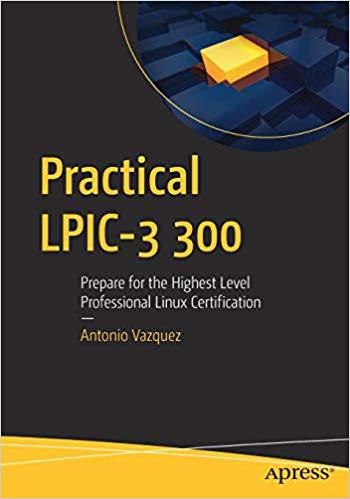 Practical
LPIC-3 300
Prepare for the Highest Level
Professional Linux Certification
—
Antonio Vazquez
Apress®